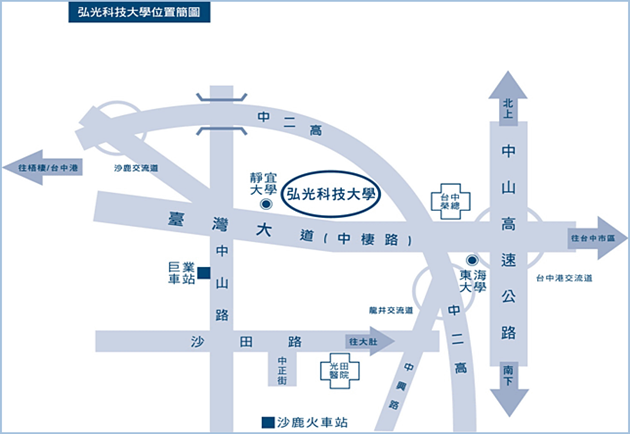 弘光科技大學位置簡圖
北上
中二高
中山高速公路
往梧棲/台中港
沙鹿交流道
靜宜
大學
弘光科技大學
台中
榮總
臺灣大道(中棲路)
往台中市區
中山路
巨業
車站
東海
大學
台中港交流道
龍井交流道
中二高
沙田路
往大肚
中正街
光田
醫院
中興路
南下
沙鹿火車站